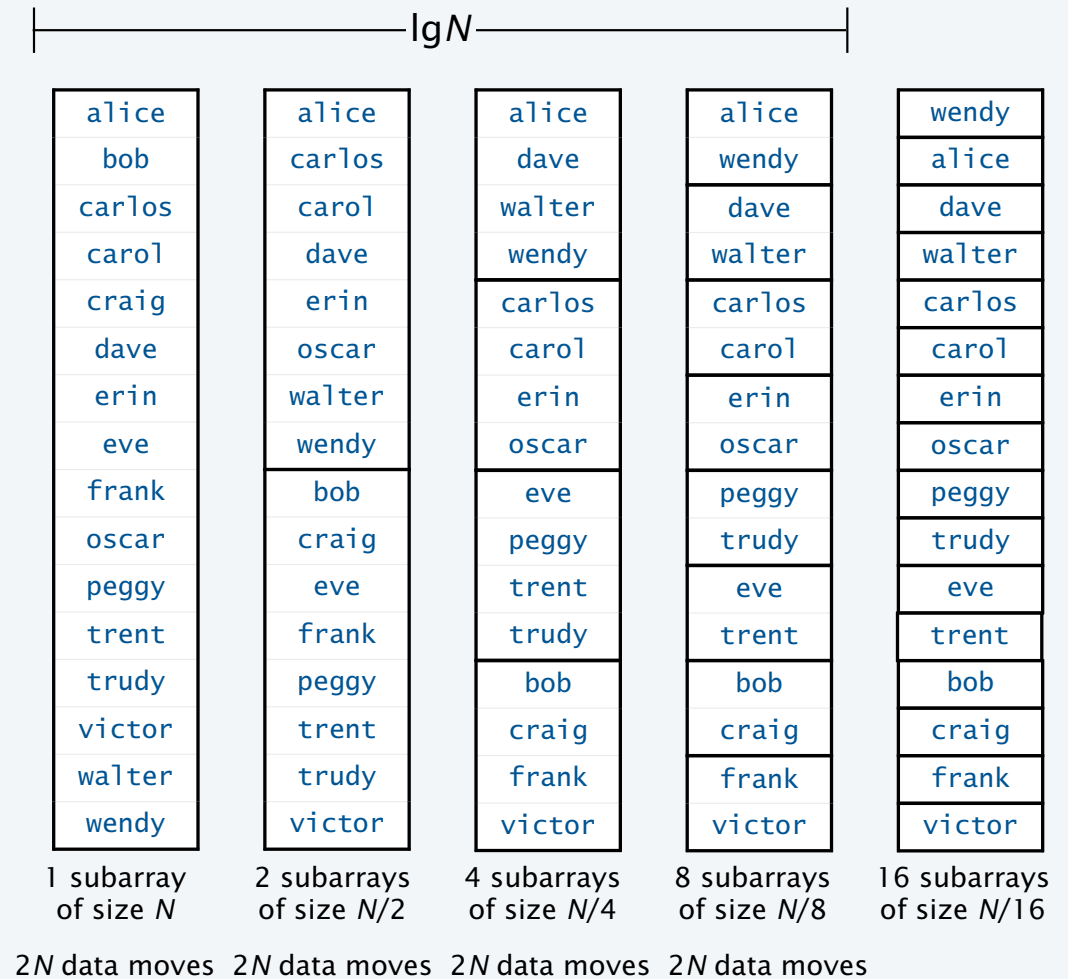 lgN
alice
bob
carlos
carol
craig
dave
erin
eve
frank
oscar
peggy
trent
trudy
victor
walter
wendy
1 subarray
of size N
2N data moves
alice
carlos
carol
dave
erin
oscar
walter
wendy
bob
craig
eve
frank
peggy
trent
trudy
victor
2 subarrays
of size N/2
2N data moves
alice
dave
walter
wendy
carlos
carol
erin
oscar
eve
peggy
trent
trudy
bob
craig
frank
victor
4 subarrays
of size N/4
2N data moves
alice
wendy
dave
walter
carlos
carol
erin
oscar
peggy
trudy
eve
trent
bob
craig
frank
victor
8 subarrays
of size N/8
2N data moves
wendy
alice
dave
walter
carlos
carol
erin
oscar
peggy
trudy
eve
trent
bob
craig
frank
victor
16 subarrays
of size N/16